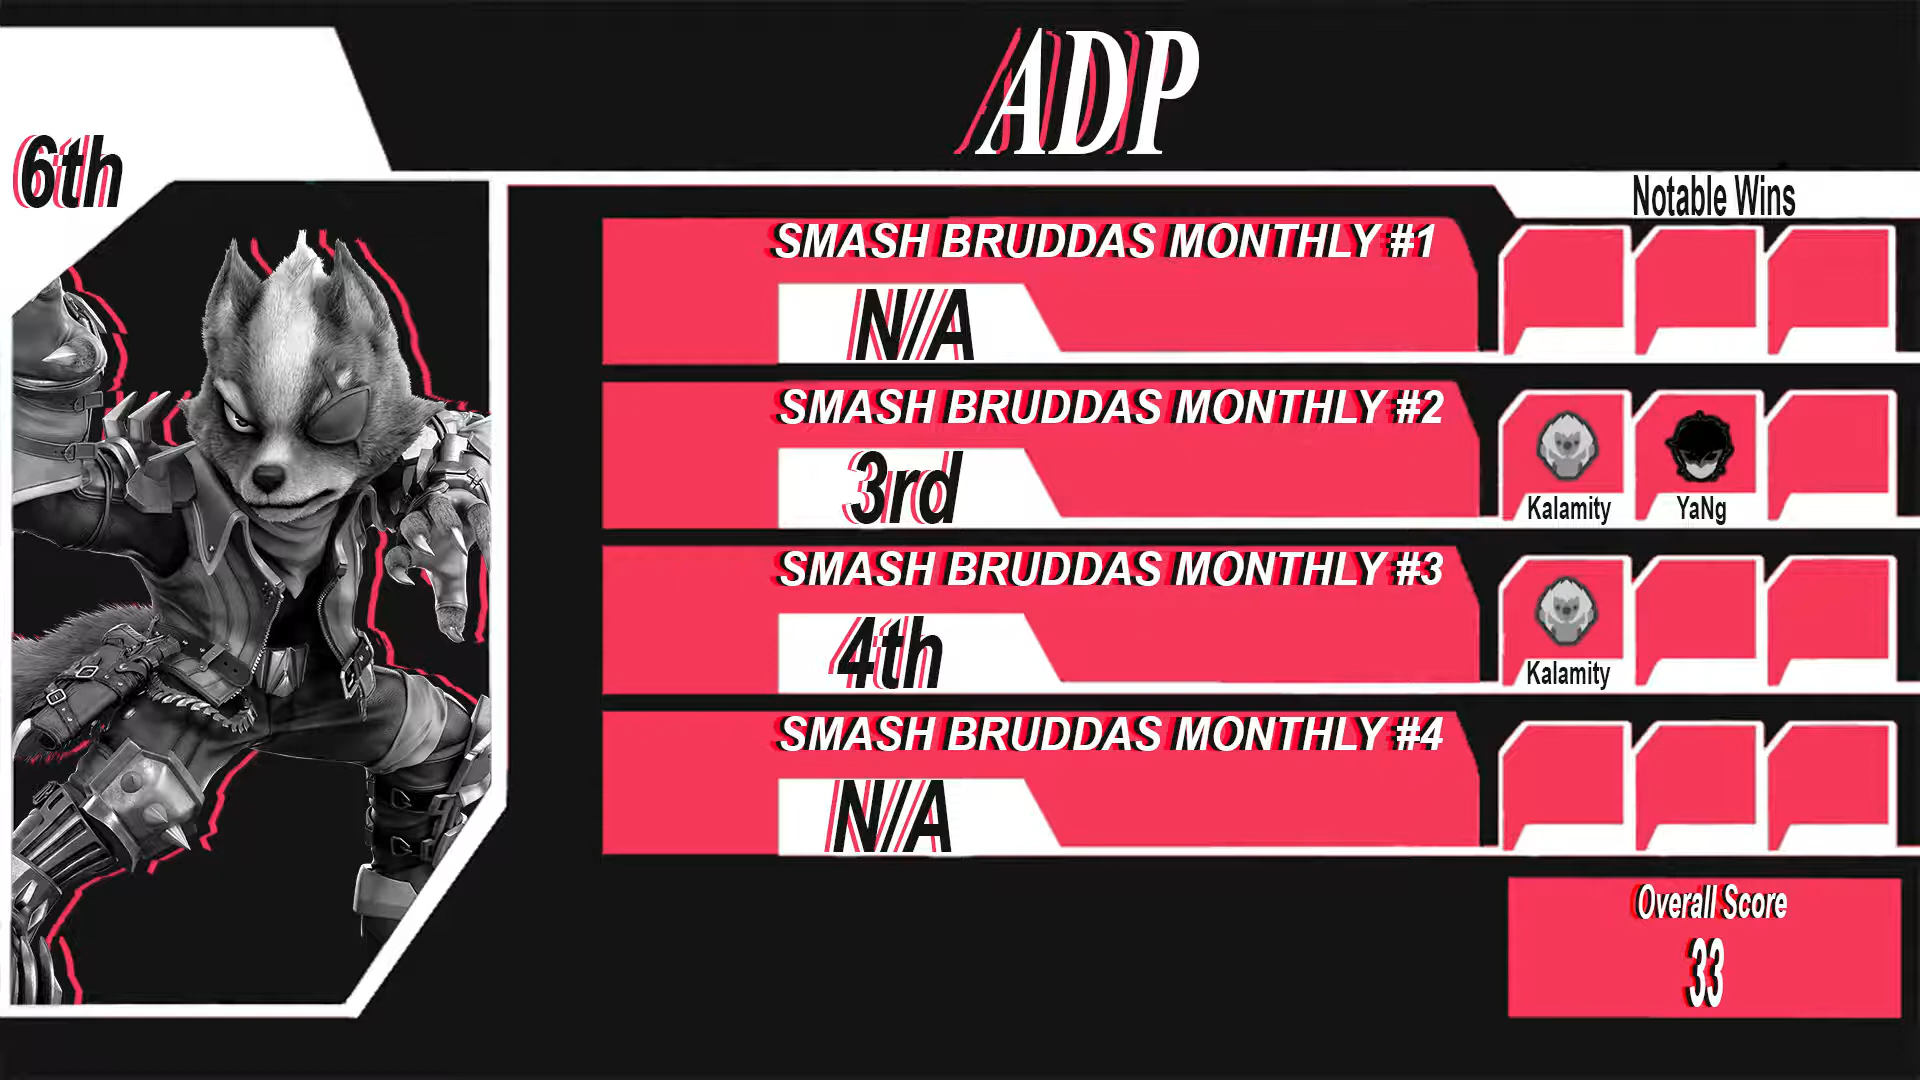 ADP
6th
Notable Wins
SMASH BRUDDAS MONTHLY #1
N/A
SMASH BRUDDAS MONTHLY #2
3rd
Kalamity
YaNg
SMASH BRUDDAS MONTHLY #3
4th
Kalamity
SMASH BRUDDAS MONTHLY #4
N/A
Overall Score
33